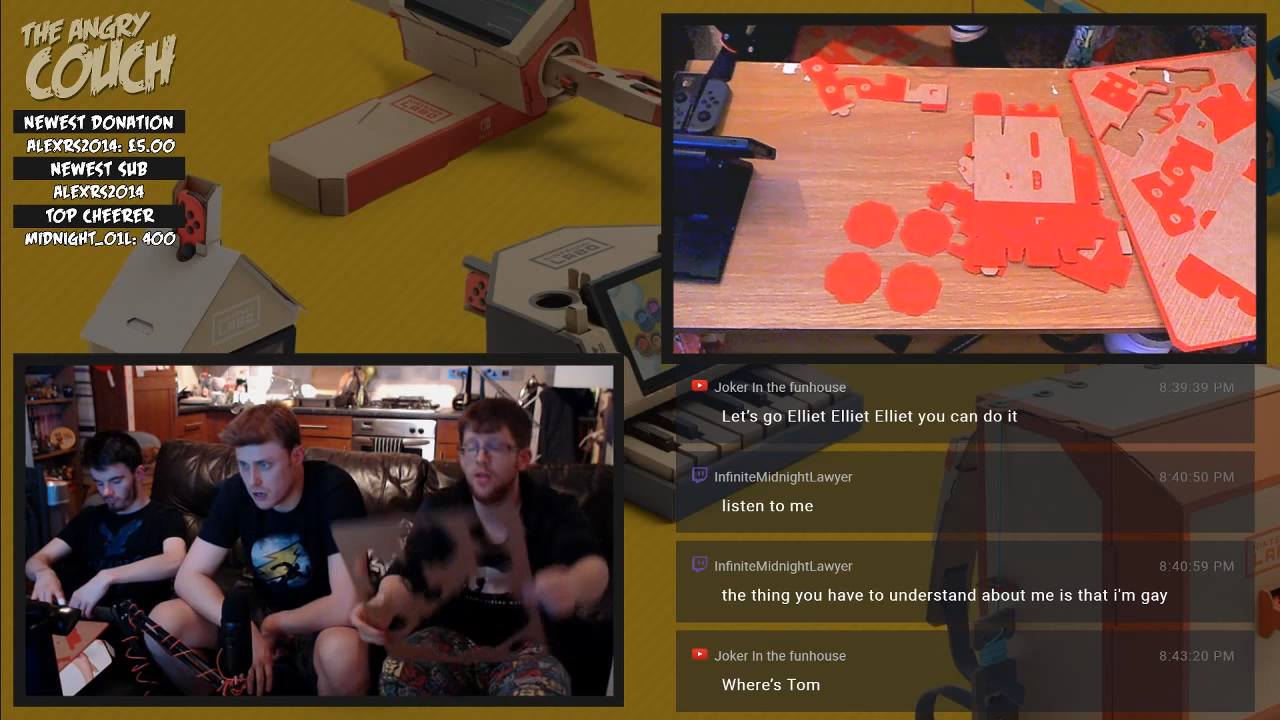 THE ANGRY
COUCH
NEWEST DONATION
ALEXRS2014: £5.00
NEWEST SUB
ALEXRS2014
TOP CHEERER
MIDNIGHT_01L: 400
LABO
LABO
LABO
Joker In the funhouse 8:39:39 PM
Let's go Elliet Elliet Elliet you can do it
InfiniteMidnightLawyer 8:40:50 PM
listen to me
InfiniteMidnightLawyer 8:40:59 PM
the thing you have to understand about me is that i'm gay
Joker In the funhouse 8:43:20 PM
Where's Tom